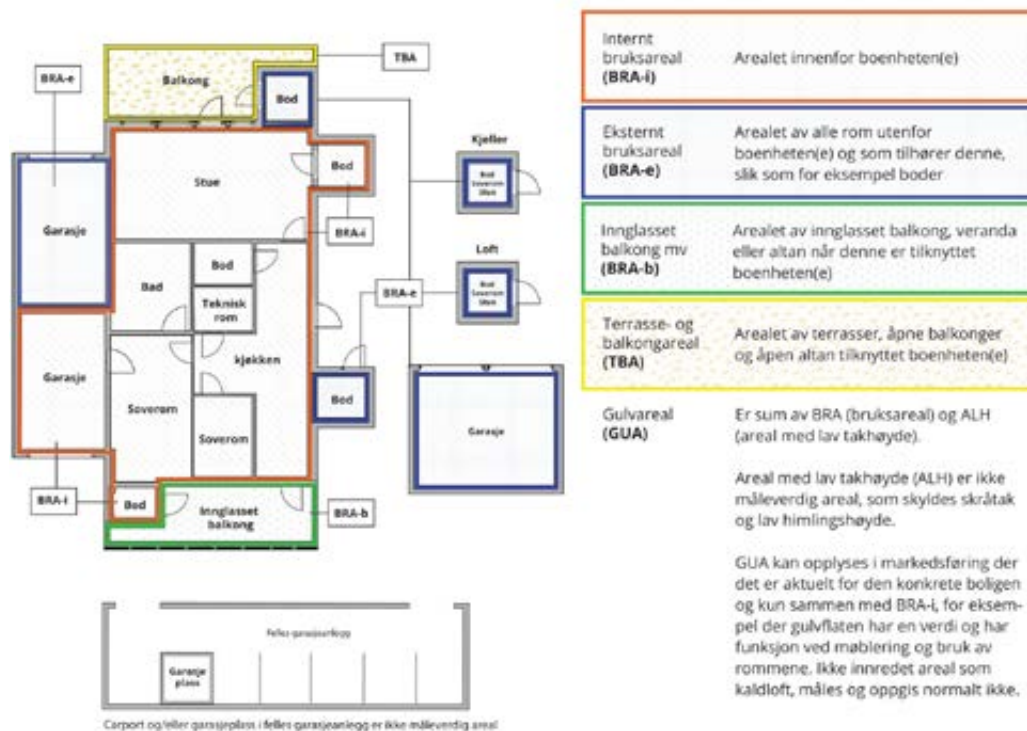 TBA
BRA-e
Balkong
Bod
Kjeller
Bod
Soverom
Stue
Bod
Garasje
BRA-i
Loft
Bod
Bod
Soverom
Bad
Teknisk
rom
BRA-e
kjøkken
Garasje
Bod
Soverom
Garasje
Soverom
BRA-i
Bod
Innglasset
balkong
BRA-b
Felles garasjeanlegg
Garasje
plass
Carport og/eller garasjeplass i felles garasjeanlegg er ikke måleverdig areal
Internt
bruksareal
(BRA-i)
Arealet innenfor boenheten(e)
Eksternt
bruksareal
(BRA-e)
Arealet av alle rom utenfor
boenheten(e) og som tilhører denne,
slik som for eksempel boder
Innglasset
balkong mv
(BRA-b)
Arealet av innglasset balkong, veranda
eller altan når denne er tilknyttet
boenheten(e)
Terrasse- og
balkongareal
(TBA)
Arealet av terrasser, åpne balkonger
og åpen altan tilknyttet boenheten(e)
Gulvareal
(GUA)
Er sum av BRA (bruksareal) og ALH
(areal med lav takhøyde).
Areal med lav takhøyde (ALH) er ikke
måleverdig areal, som skyldes skråtak
og lav himlingshøyde.
GUA kan opplyses i markedsføring der
det er aktuelt for den konkrete boligen
og kun sammen med BRA-i, for eksem-
pel der gulvflaten har en verdi og har
funksjon ved møblering og bruk av
rommene. Ikke innredet areal som
kaldloft, måles og oppgis normalt ikke.